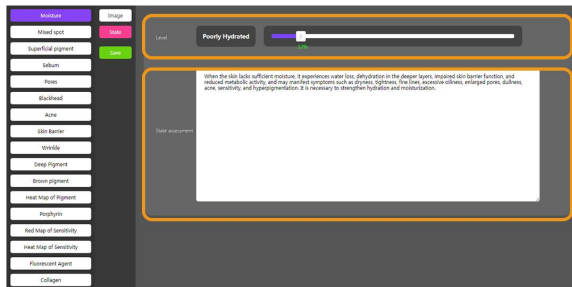 Moisture
Image
Mixed spot
State
Superficial pigment
Save
Sebum
Pores
Blackhead
Acne
Skin Barrier
Wrinkle
Deep Pigment
Brown pigment
Heat Map of Pigment
Porphyrin
Red Map of Sensitivity
Heat Map of Sensitivity
Fluorescent Agent
Collagen
Level
Poorly Hydrated
12%
State assessment
When the skin lacks sufficient moisture, it experiences water loss, dehydration in the deeper layers, impaired skin barrier function, and
reduced metabolic activity, and may manifest symptoms such as dryness, tightness, fine lines, excessive oiliness, enlarged pores, dullness,
acne, sensitivity, and hyperpigmentation. It is necessary to strengthen hydration and moisturization.